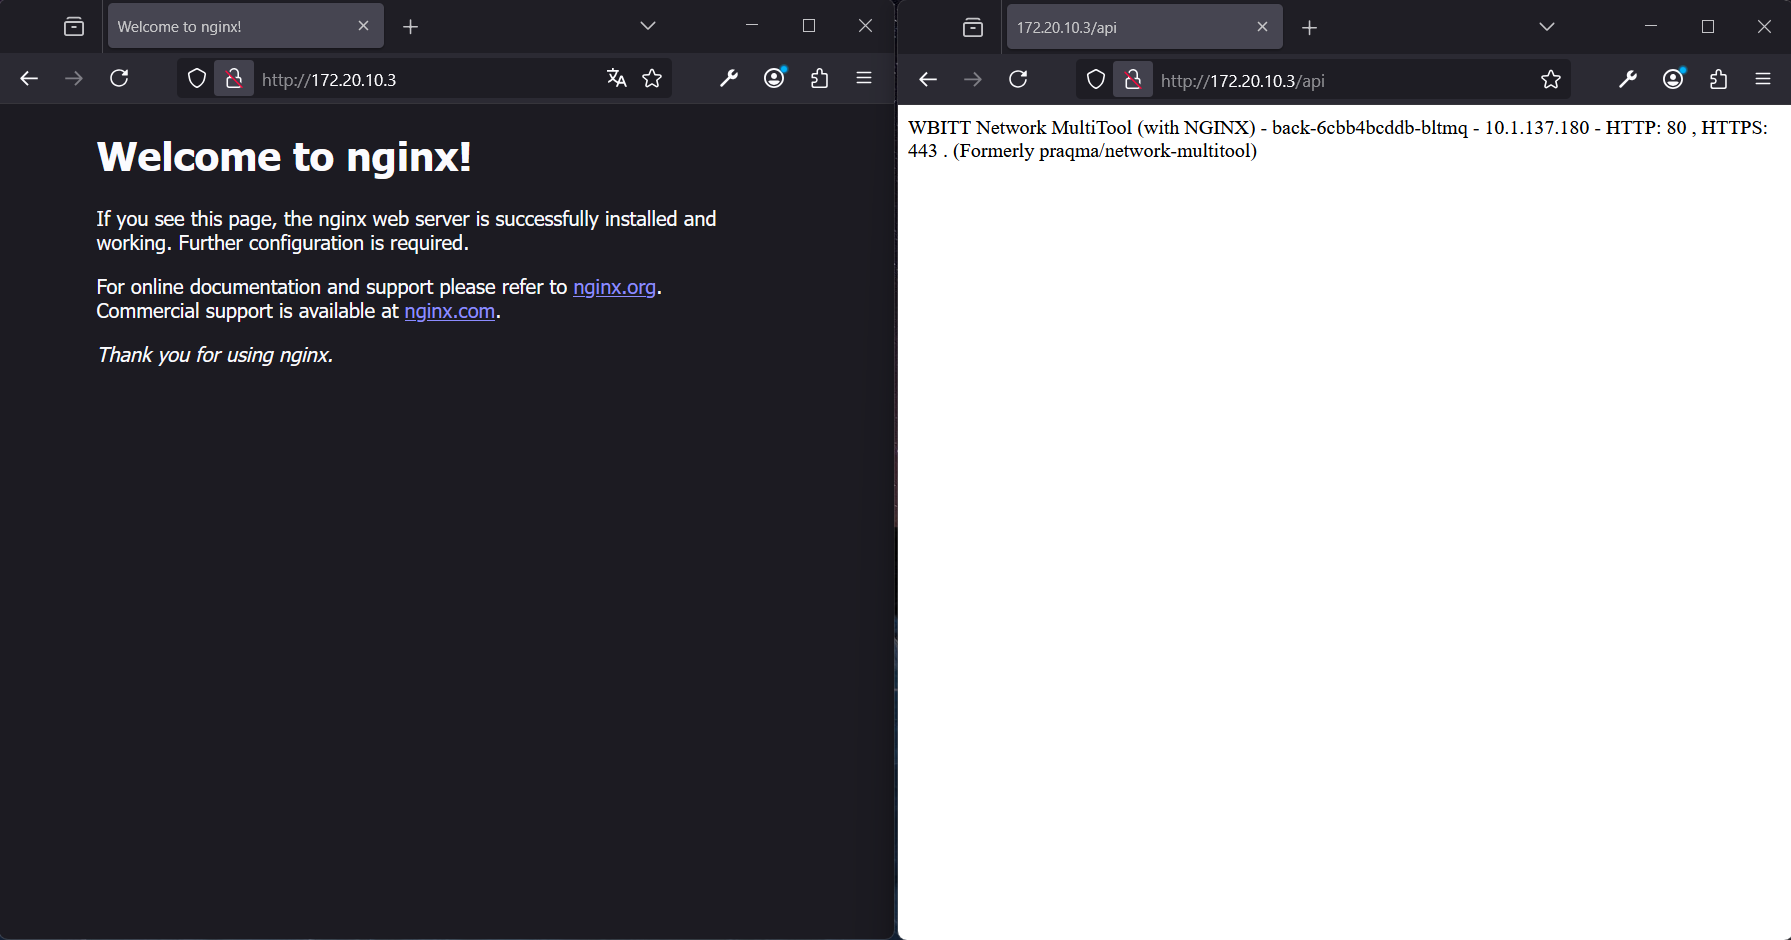 Welcome to nginx!
http://172.20.10.3
Welcome to nginx!
If you see this page, the nginx web server is successfully installed and
working. Further configuration is required.
For online documentation and support please refer to nginx.org.
Commercial support is available at nginx.com.
Thank you for using nginx.
172.20.10.3/api
http://172.20.10.3/api
WBITT Network MultiTool (with NGINX) - back-6cbb4bcddb-bltmq - 10.1.137.180 - HTTP: 80 , HTTPS:
443 . (Formerly praqma/network-multitool)